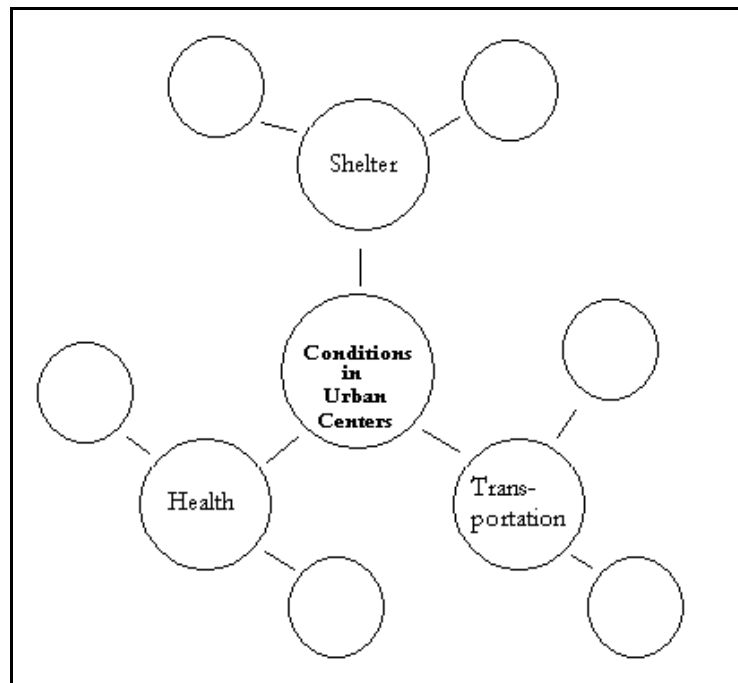 Shelter
Conditions
in
Urban
Centers
Health
Trans-
portation